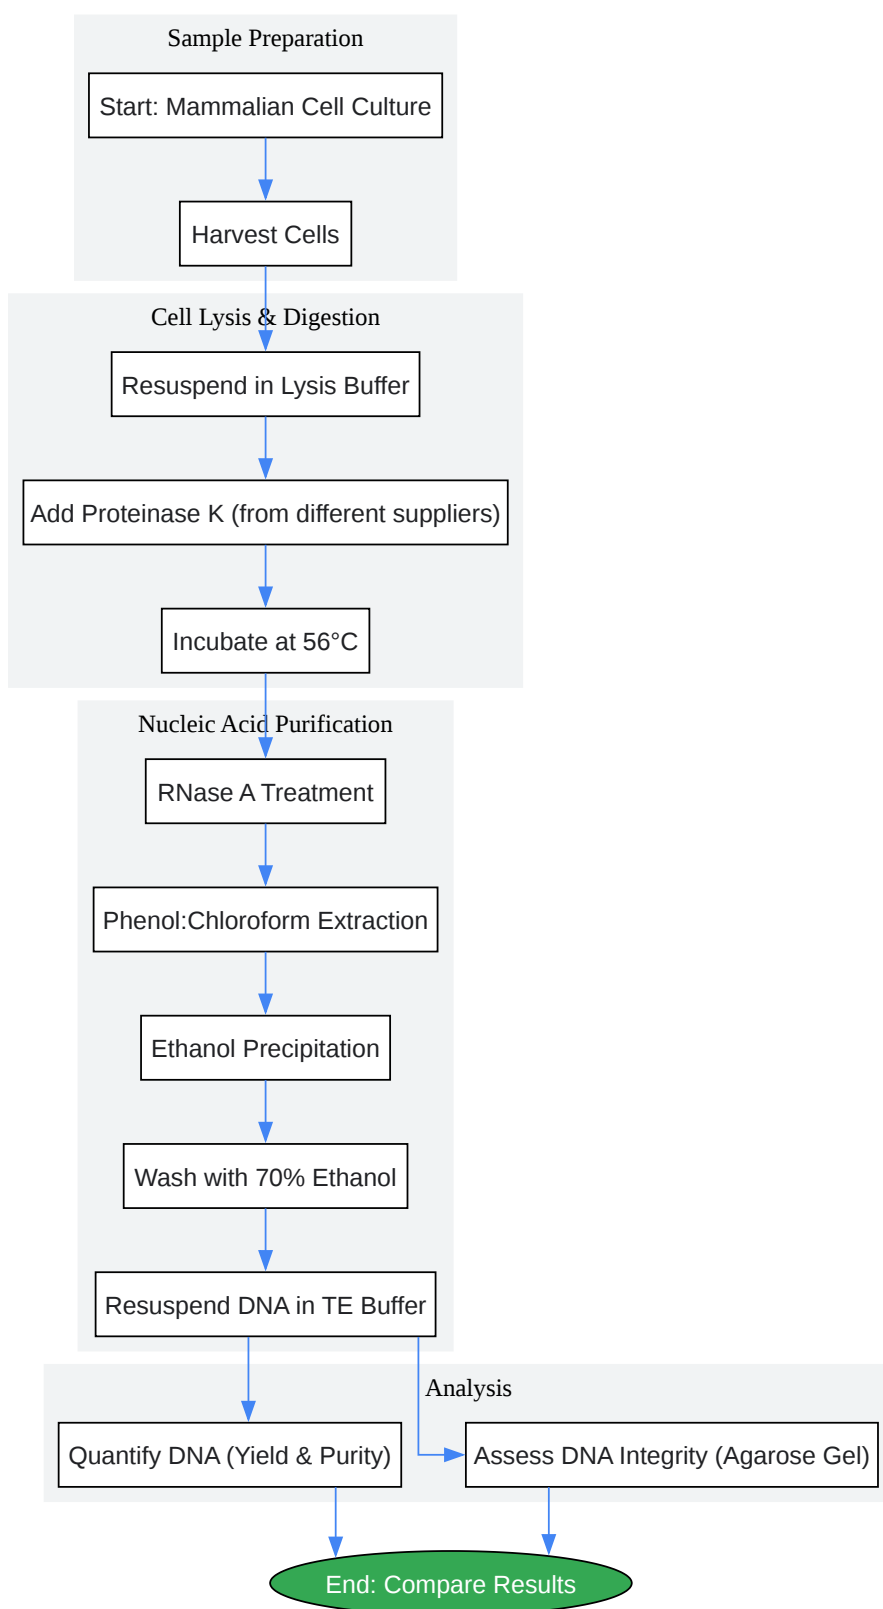 Sample Preparation
Start: Mammalian Cell Culture
Harvest Cells
Cell Lysis & Digestion
Resuspend in Lysis Buffer
Add Proteinase K (from different suppliers)
Incubate at 56°C
Nucleic Acid Purification
RNase A Treatment
Phenol:Chloroform Extraction
Ethanol Precipitation
Wash with 70% Ethanol
Resuspend DNA in TE Buffer
Analysis
Quantify DNA (Yield & Purity)
Assess DNA Integrity (Agarose Gel)
End: Compare Results